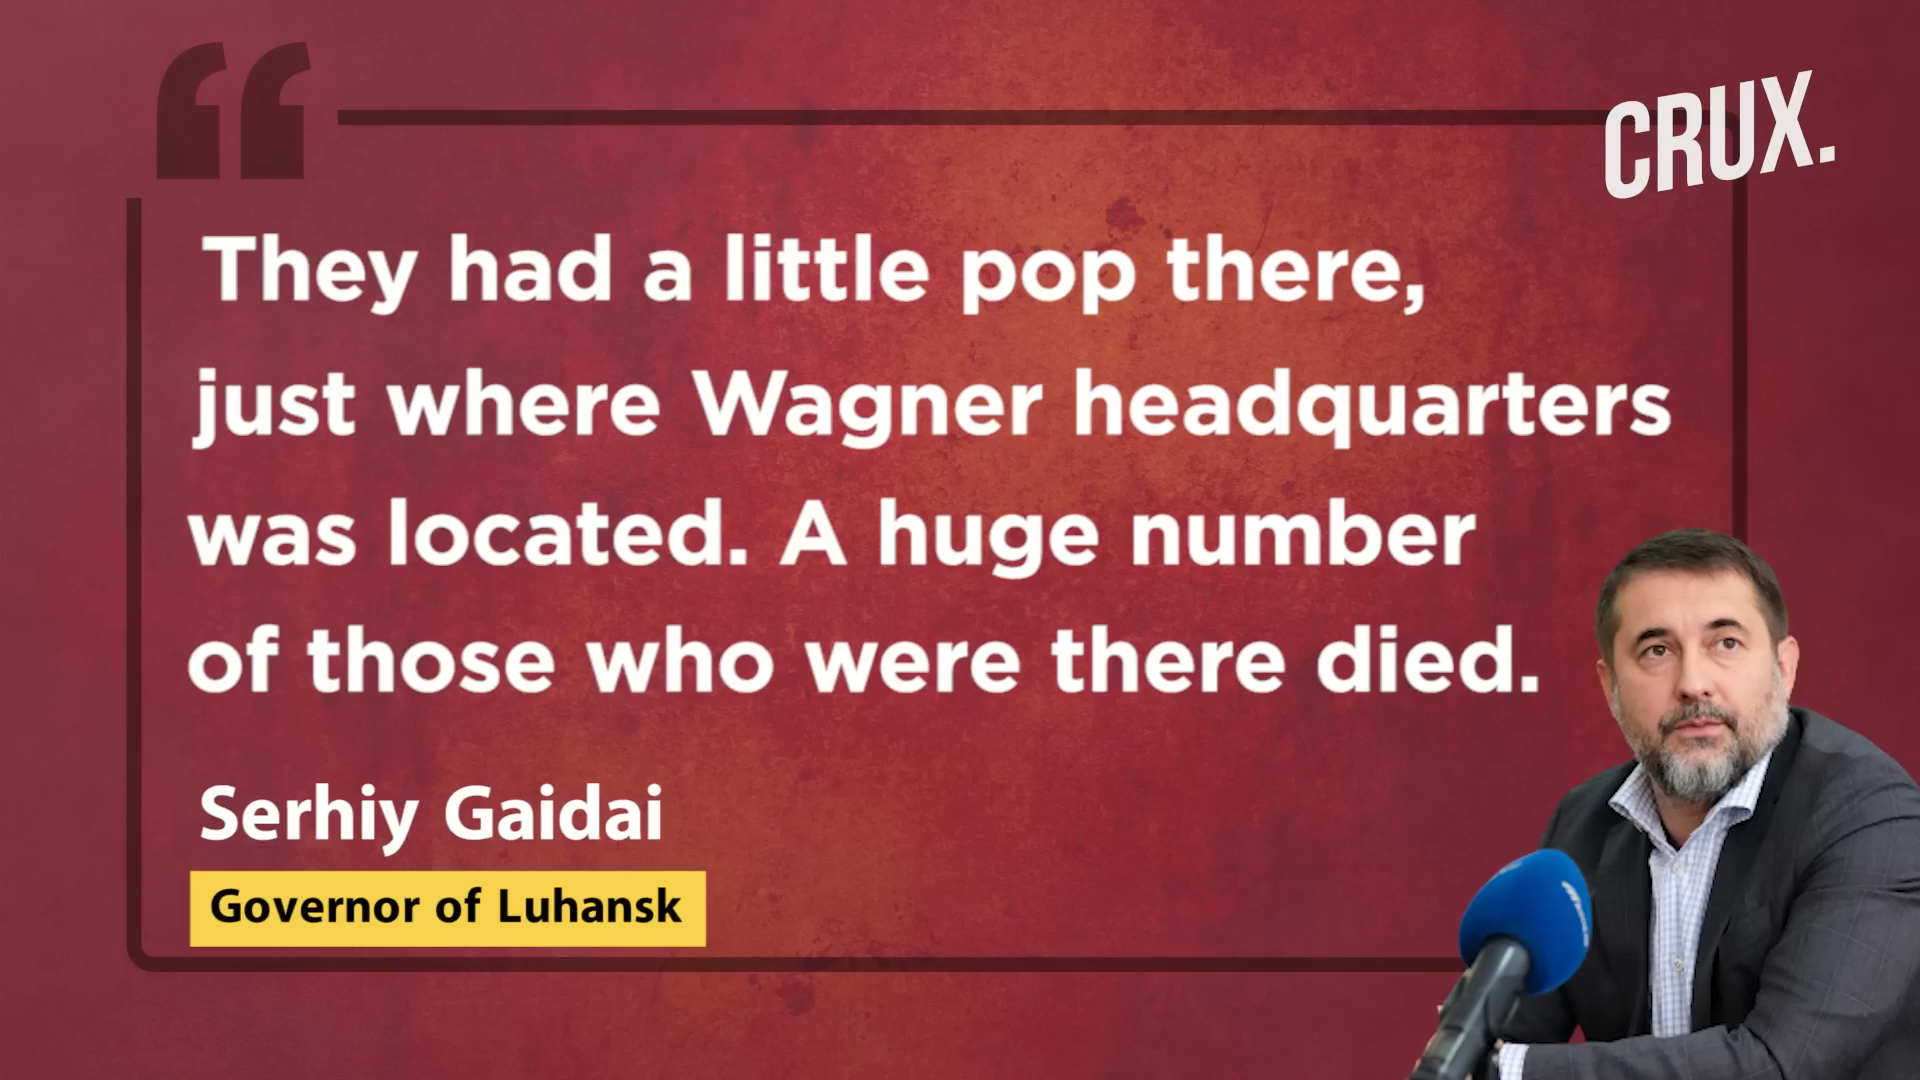 CRUX.
They had a little pop there,
just where Wagner headquarters
was located. A huge number
of those who were there died.
Serhiy Gaidai
Governor of Luhansk